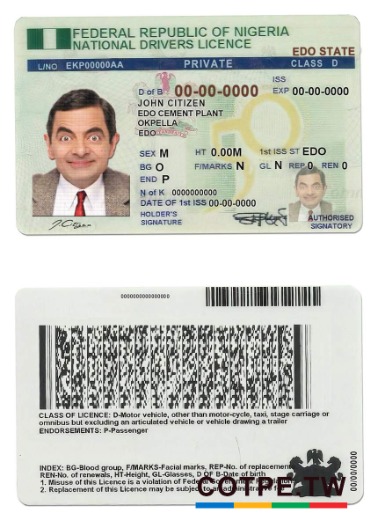 FEDERAL REPUBLIC OF NIGERIA
NATIONAL DRIVERS LICENCE
EDO STATE
L/NO EKP00000AA PRIVATE CLASS D
ISS
D of B 00-00-0000 EXP 00-00-0000
JOHN CITIZEN
EDO CEMENT PLANT
OKPELLA
EDO
SEX M HT 0.00M 1st ISS ST EDO
BG O F/MARKS N GL N REP 0 REN 0
END P
N of K 0000000000
DATE OF 1st ISS 00-00-0000
HOLDER'S
SIGNATURE
AUTHORISED
SIGNATORY
CLASS OF LICENCE: D-Motor vehicle, other than motor-cycle, taxi, stage carriage or
omnibus but excluding an articulated vehicle or vehicle drawing a trailer
ENDORSEMENTS: P-Passenger
INDEX: BG-Blood group, F/MARKS-Facial marks, REP-No. of replacement
REN-No. of renewals, HT-Height, GL-Glasses, D OF B-Date of birth
1. Misuse of this Licence is a violation of
2. Replacement of this Licence may be subject to
00/00/0000
COTPE.TW